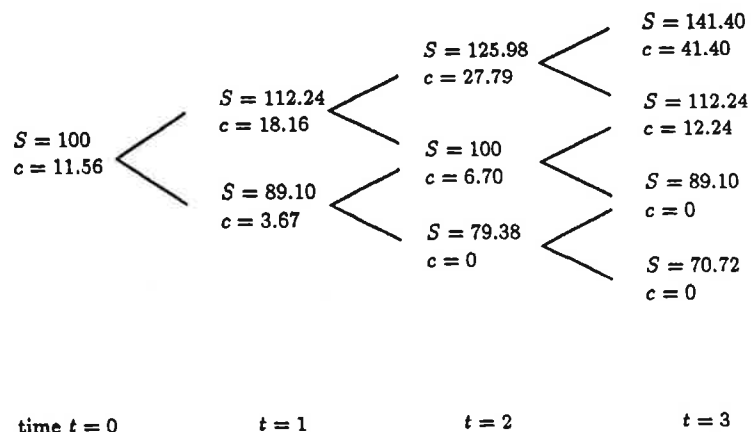 S = 100
c = 11.56
S = 112.24
c = 18.16
S = 89.10
c = 3.67
S = 125.98
c = 27.79
S = 100
c = 6.70
S = 79.38
c = 0
S = 141.40
c = 41.40
S = 112.24
c = 12.24
S = 89.10
c = 0
S = 70.72
c = 0
time t = 0
t = 1
t = 2
t = 3